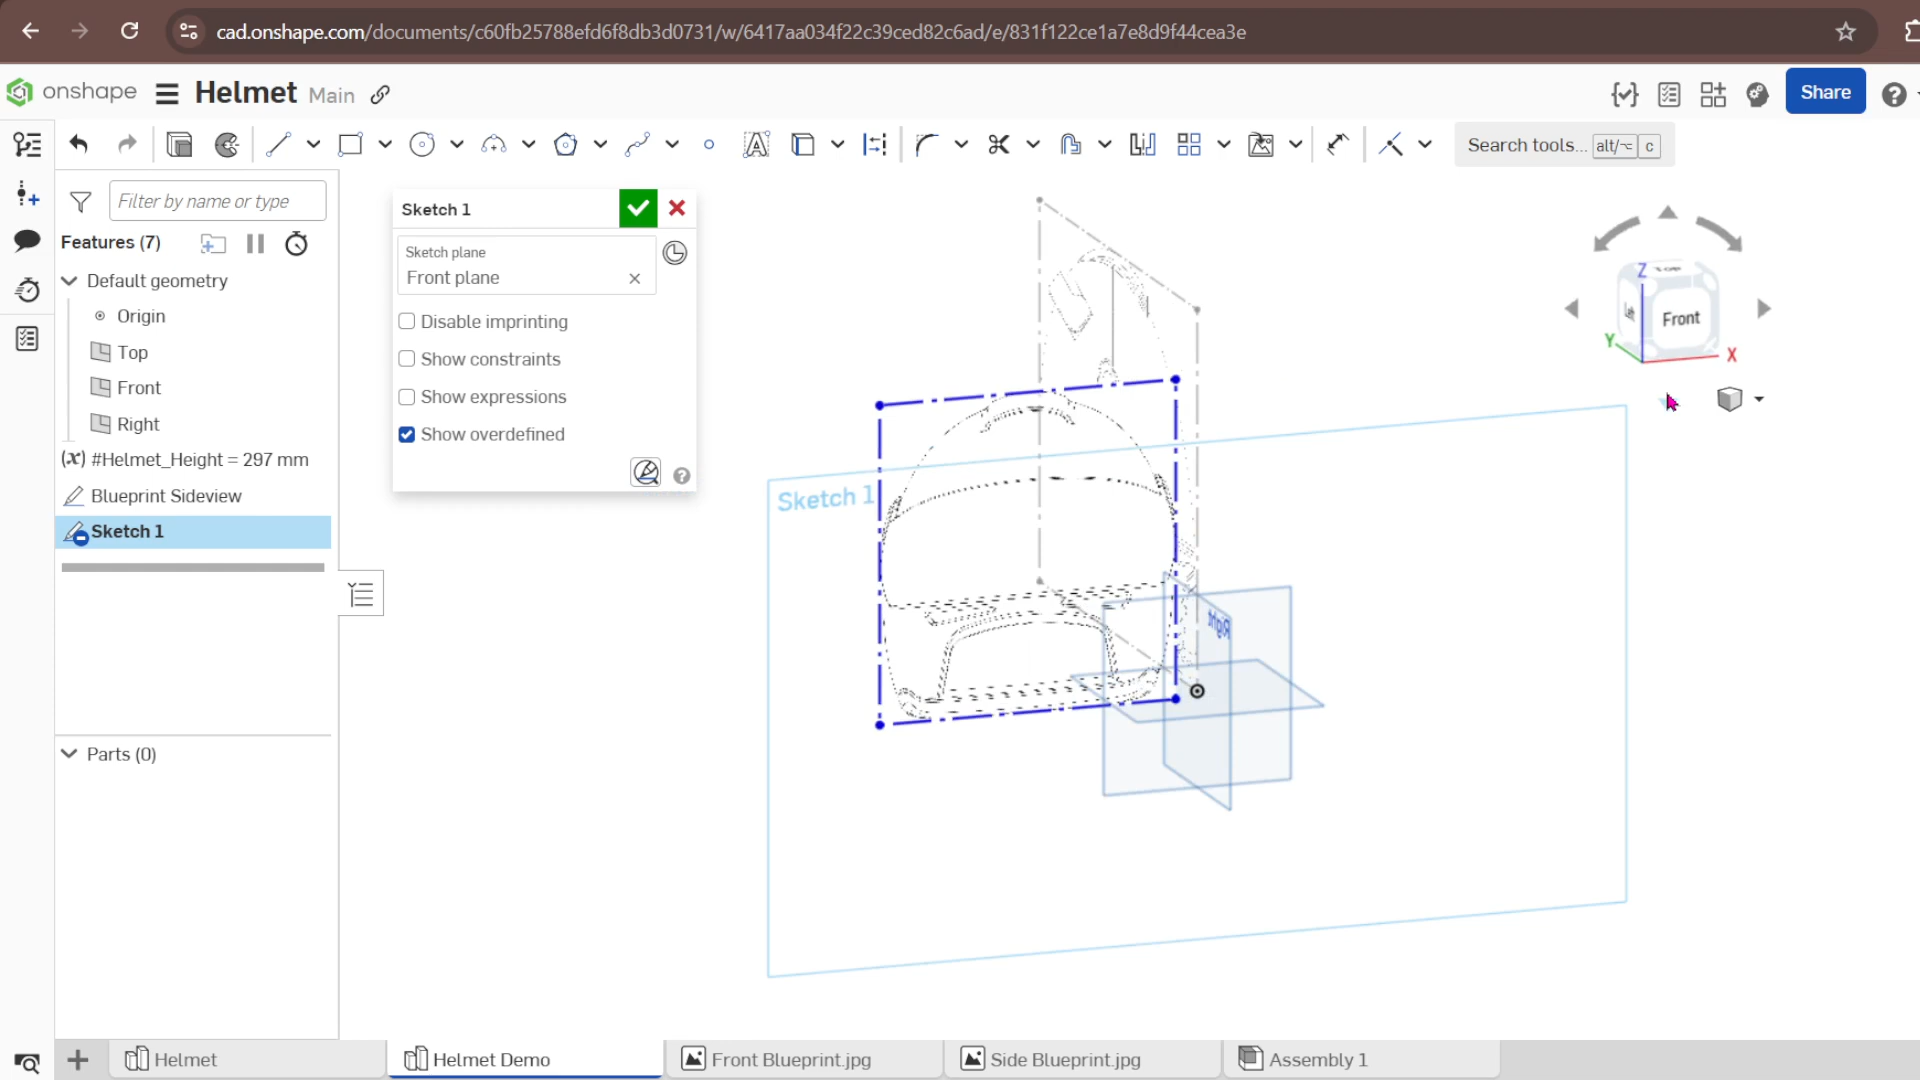 cad.onshape.com/documents/c60fb25788efd6f8db3d0731/w/6417aa034f22c39ced82c6ad/e/831f122ce1a7e8d9f44cea3e
onshape Helmet Main Share
Search tools... alt/⌥ c
Filter by name or type
Features (7)
Default geometry
Origin
Top
Front
Right
(x) #Helmet_Height = 297 mm
Blueprint Sideview
Sketch 1
Parts (0)
Sketch 1
Sketch plane
Front plane
Disable imprinting
Show constraints
Show expressions
Show overdefined
Sketch 1
Right
Z Top
Left Front
Y X
Helmet
Helmet Demo
Front Blueprint.jpg
Side Blueprint.jpg
Assembly 1